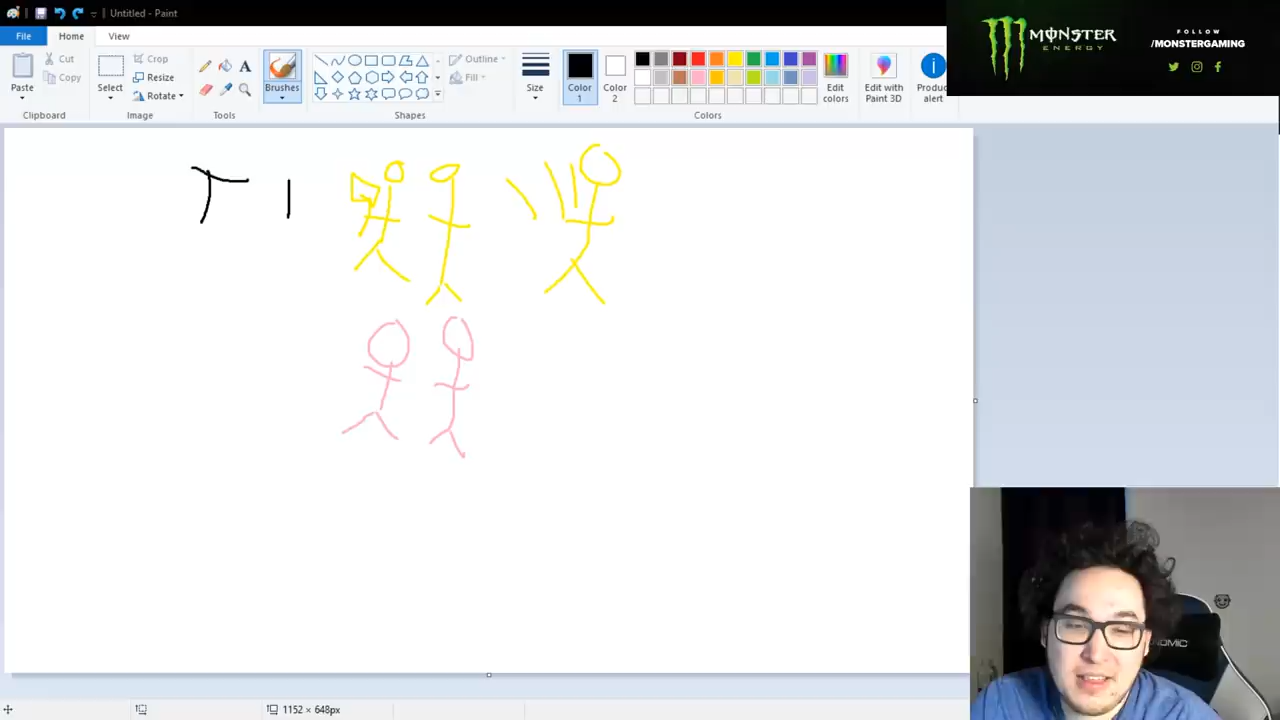 Untitled - Paint
File Home View
Paste Cut Copy
Clipboard
Select Crop Resize Rotate
Image
Tools
Brushes
Outline Fill
Shapes
Size
Color 1
Color 2
Edit colors
Edit with Paint 3D
Colors
MONSTER ENERGY
FOLLOW
/MONSTERGAMING
T I
1152 × 648px